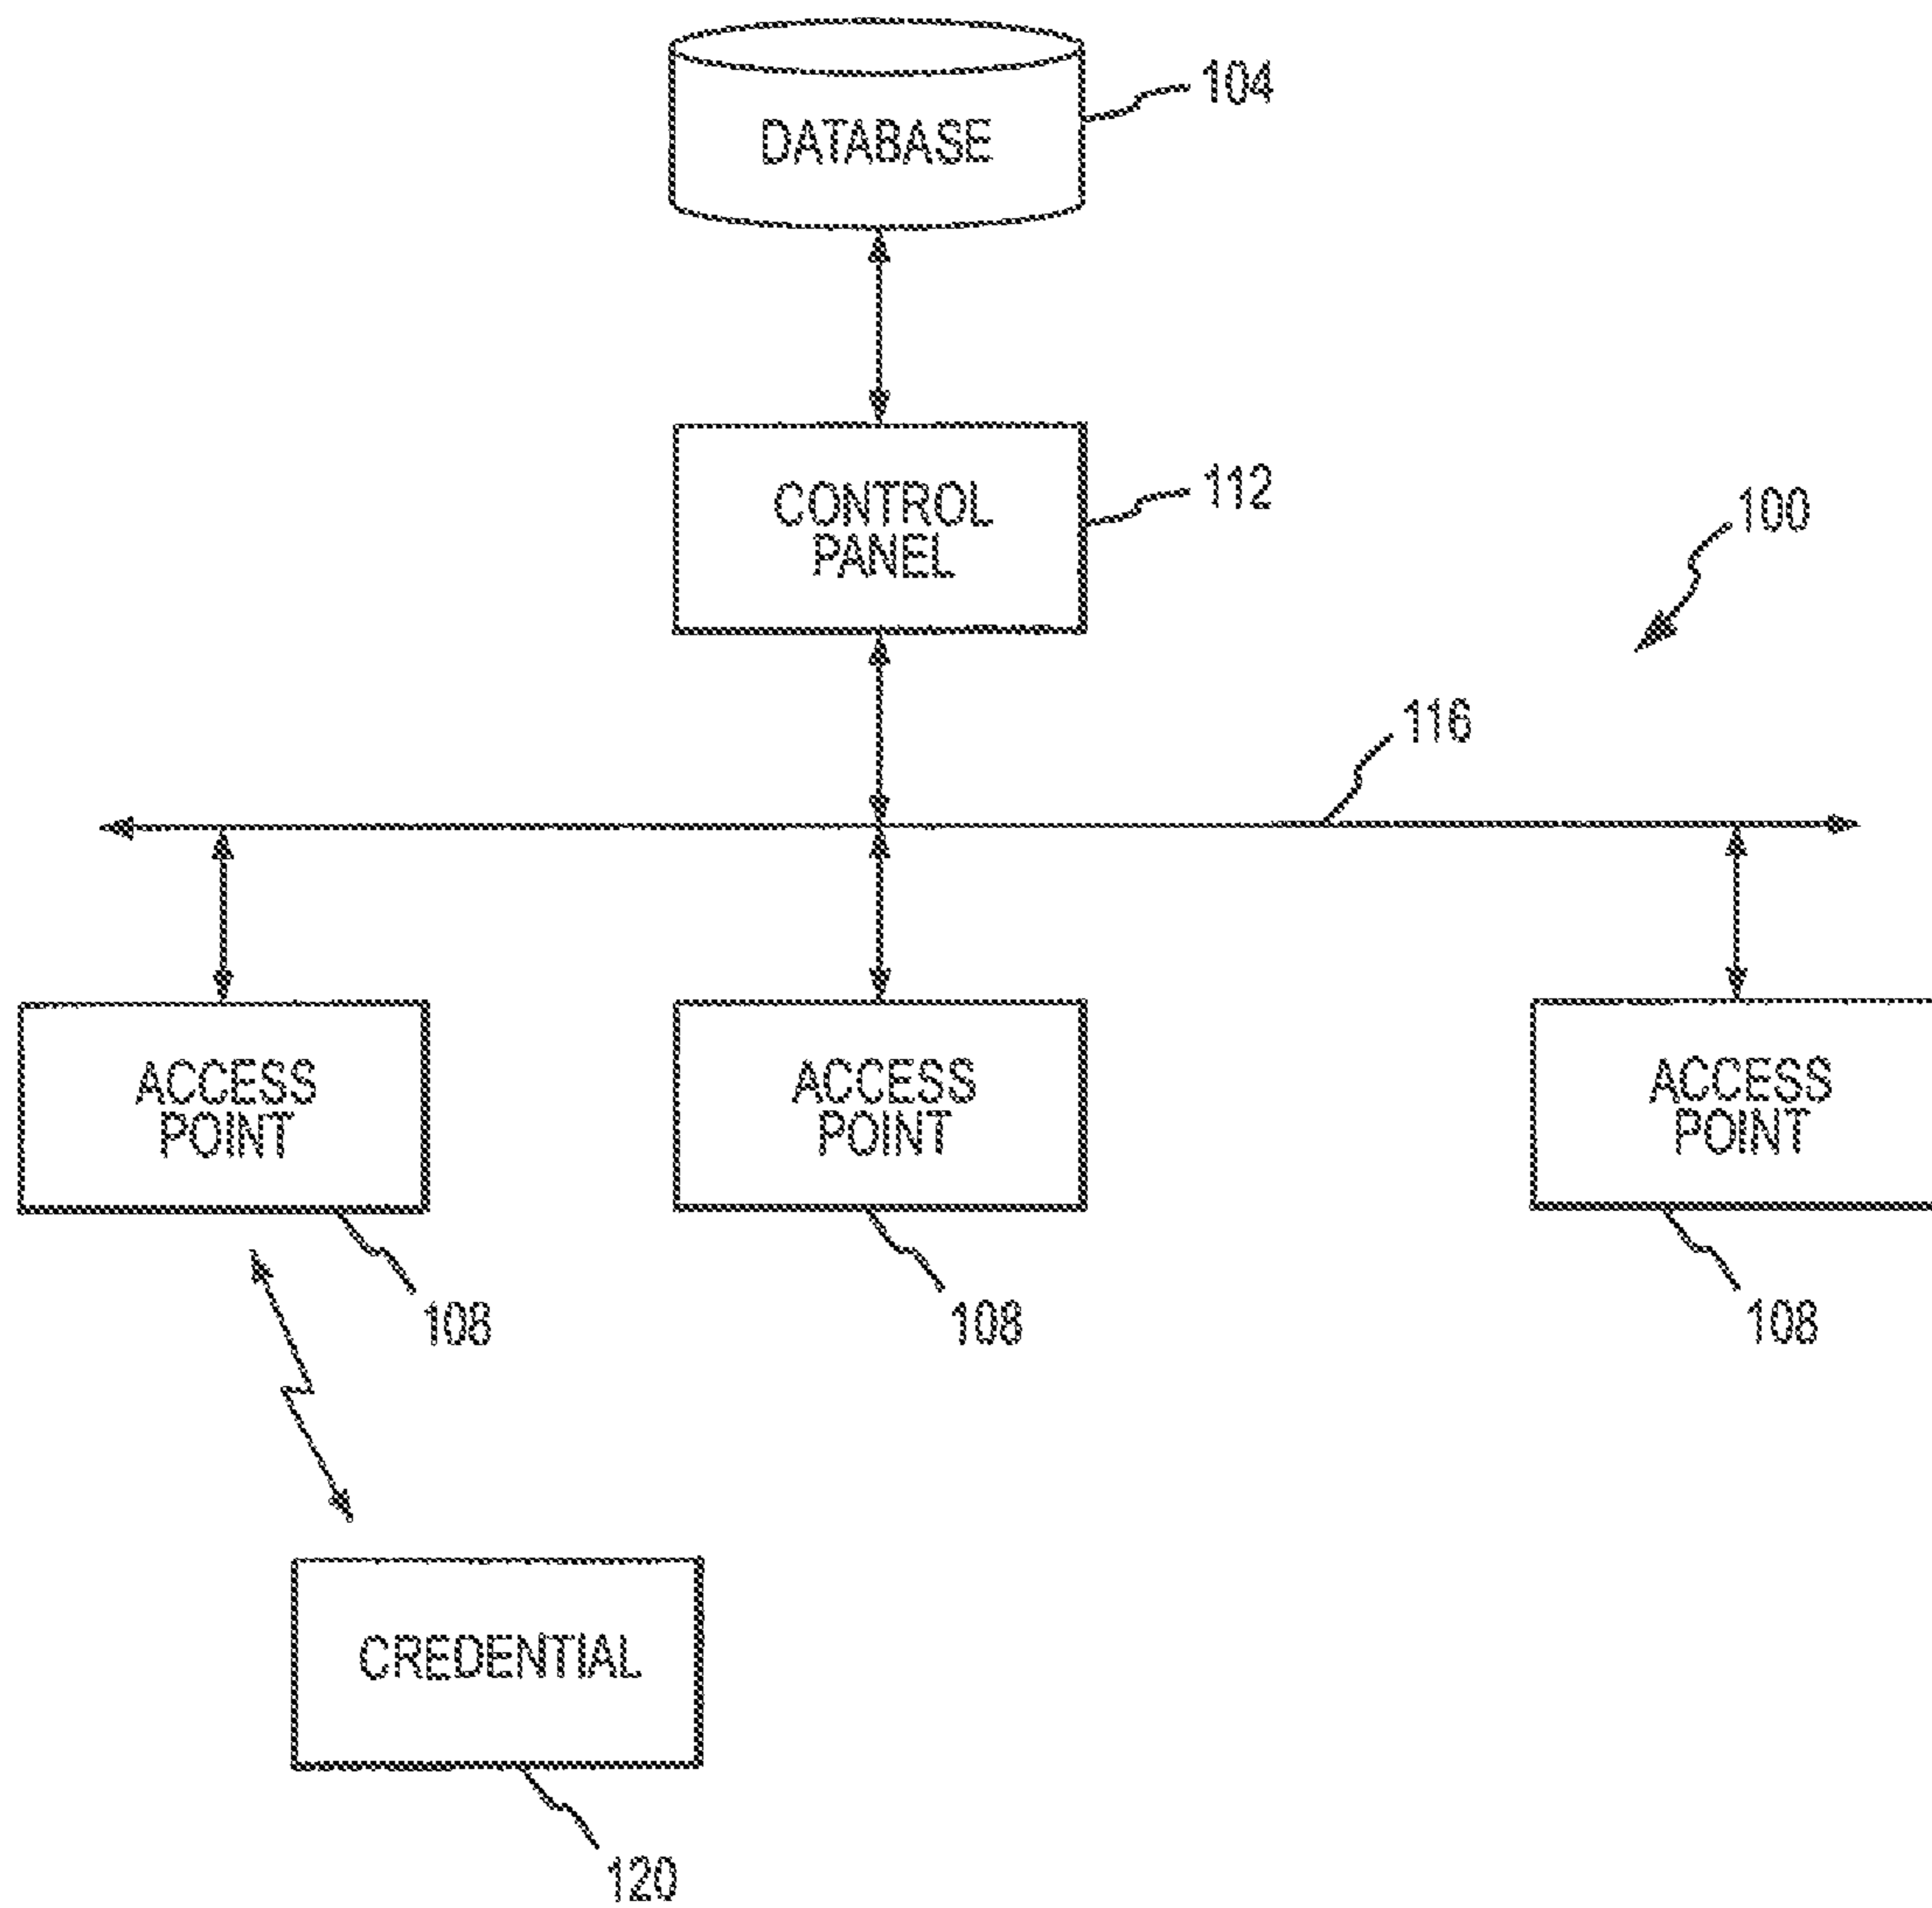 104
DATABASE
CONTROL
PANEL
112
100
116
ACCESS
POINT
ACCESS
POINT
ACCESS
POINT
108
108
108
CREDENTIAL
120